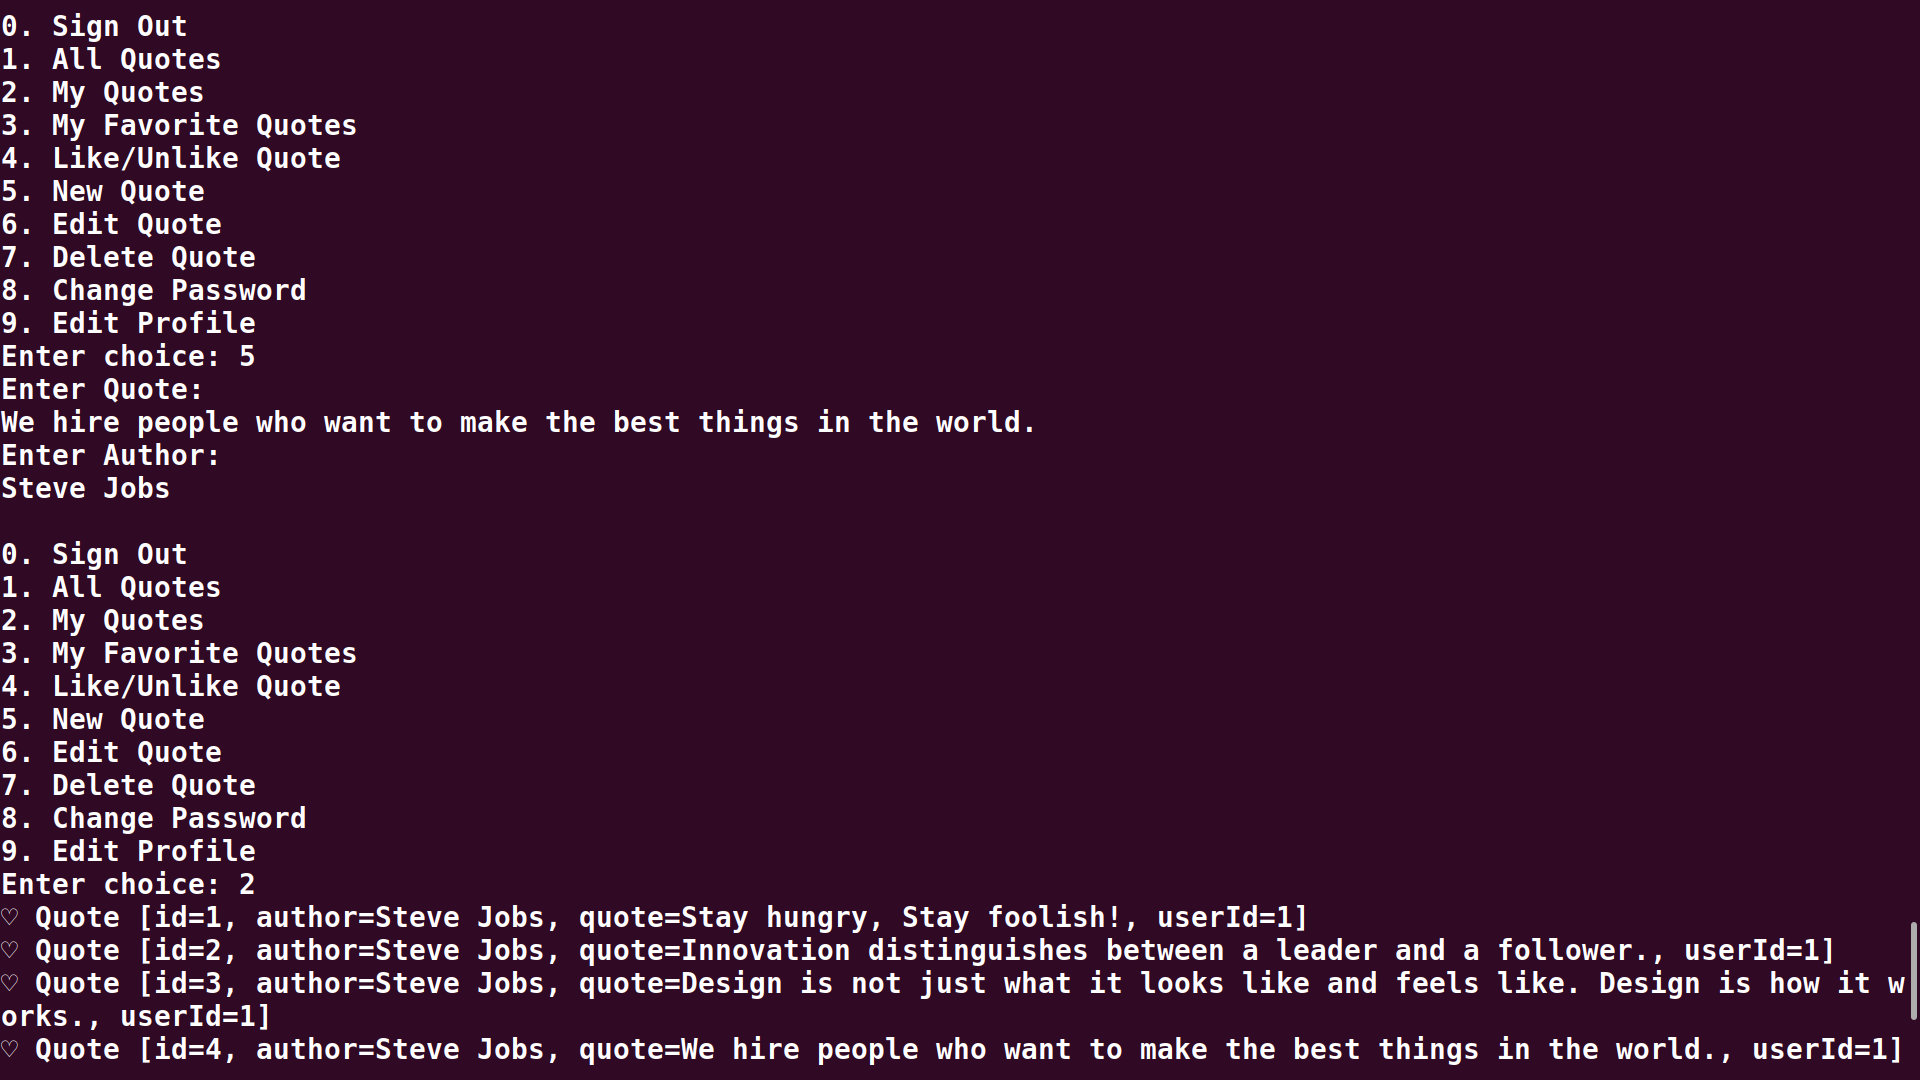 0. Sign Out
1. All Quotes
2. My Quotes
3. My Favorite Quotes
4. Like/Unlike Quote
5. New Quote
6. Edit Quote
7. Delete Quote
8. Change Password
9. Edit Profile
Enter choice: 5
Enter Quote:
We hire people who want to make the best things in the world.
Enter Author:
Steve Jobs

0. Sign Out
1. All Quotes
2. My Quotes
3. My Favorite Quotes
4. Like/Unlike Quote
5. New Quote
6. Edit Quote
7. Delete Quote
8. Change Password
9. Edit Profile
Enter choice: 2
♡ Quote [id=1, author=Steve Jobs, quote=Stay hungry, Stay foolish!, userId=1]
♡ Quote [id=2, author=Steve Jobs, quote=Innovation distinguishes between a leader and a follower., userId=1]
♡ Quote [id=3, author=Steve Jobs, quote=Design is not just what it looks like and feels like. Design is how it w
orks., userId=1]
♡ Quote [id=4, author=Steve Jobs, quote=We hire people who want to make the best things in the world., userId=1]